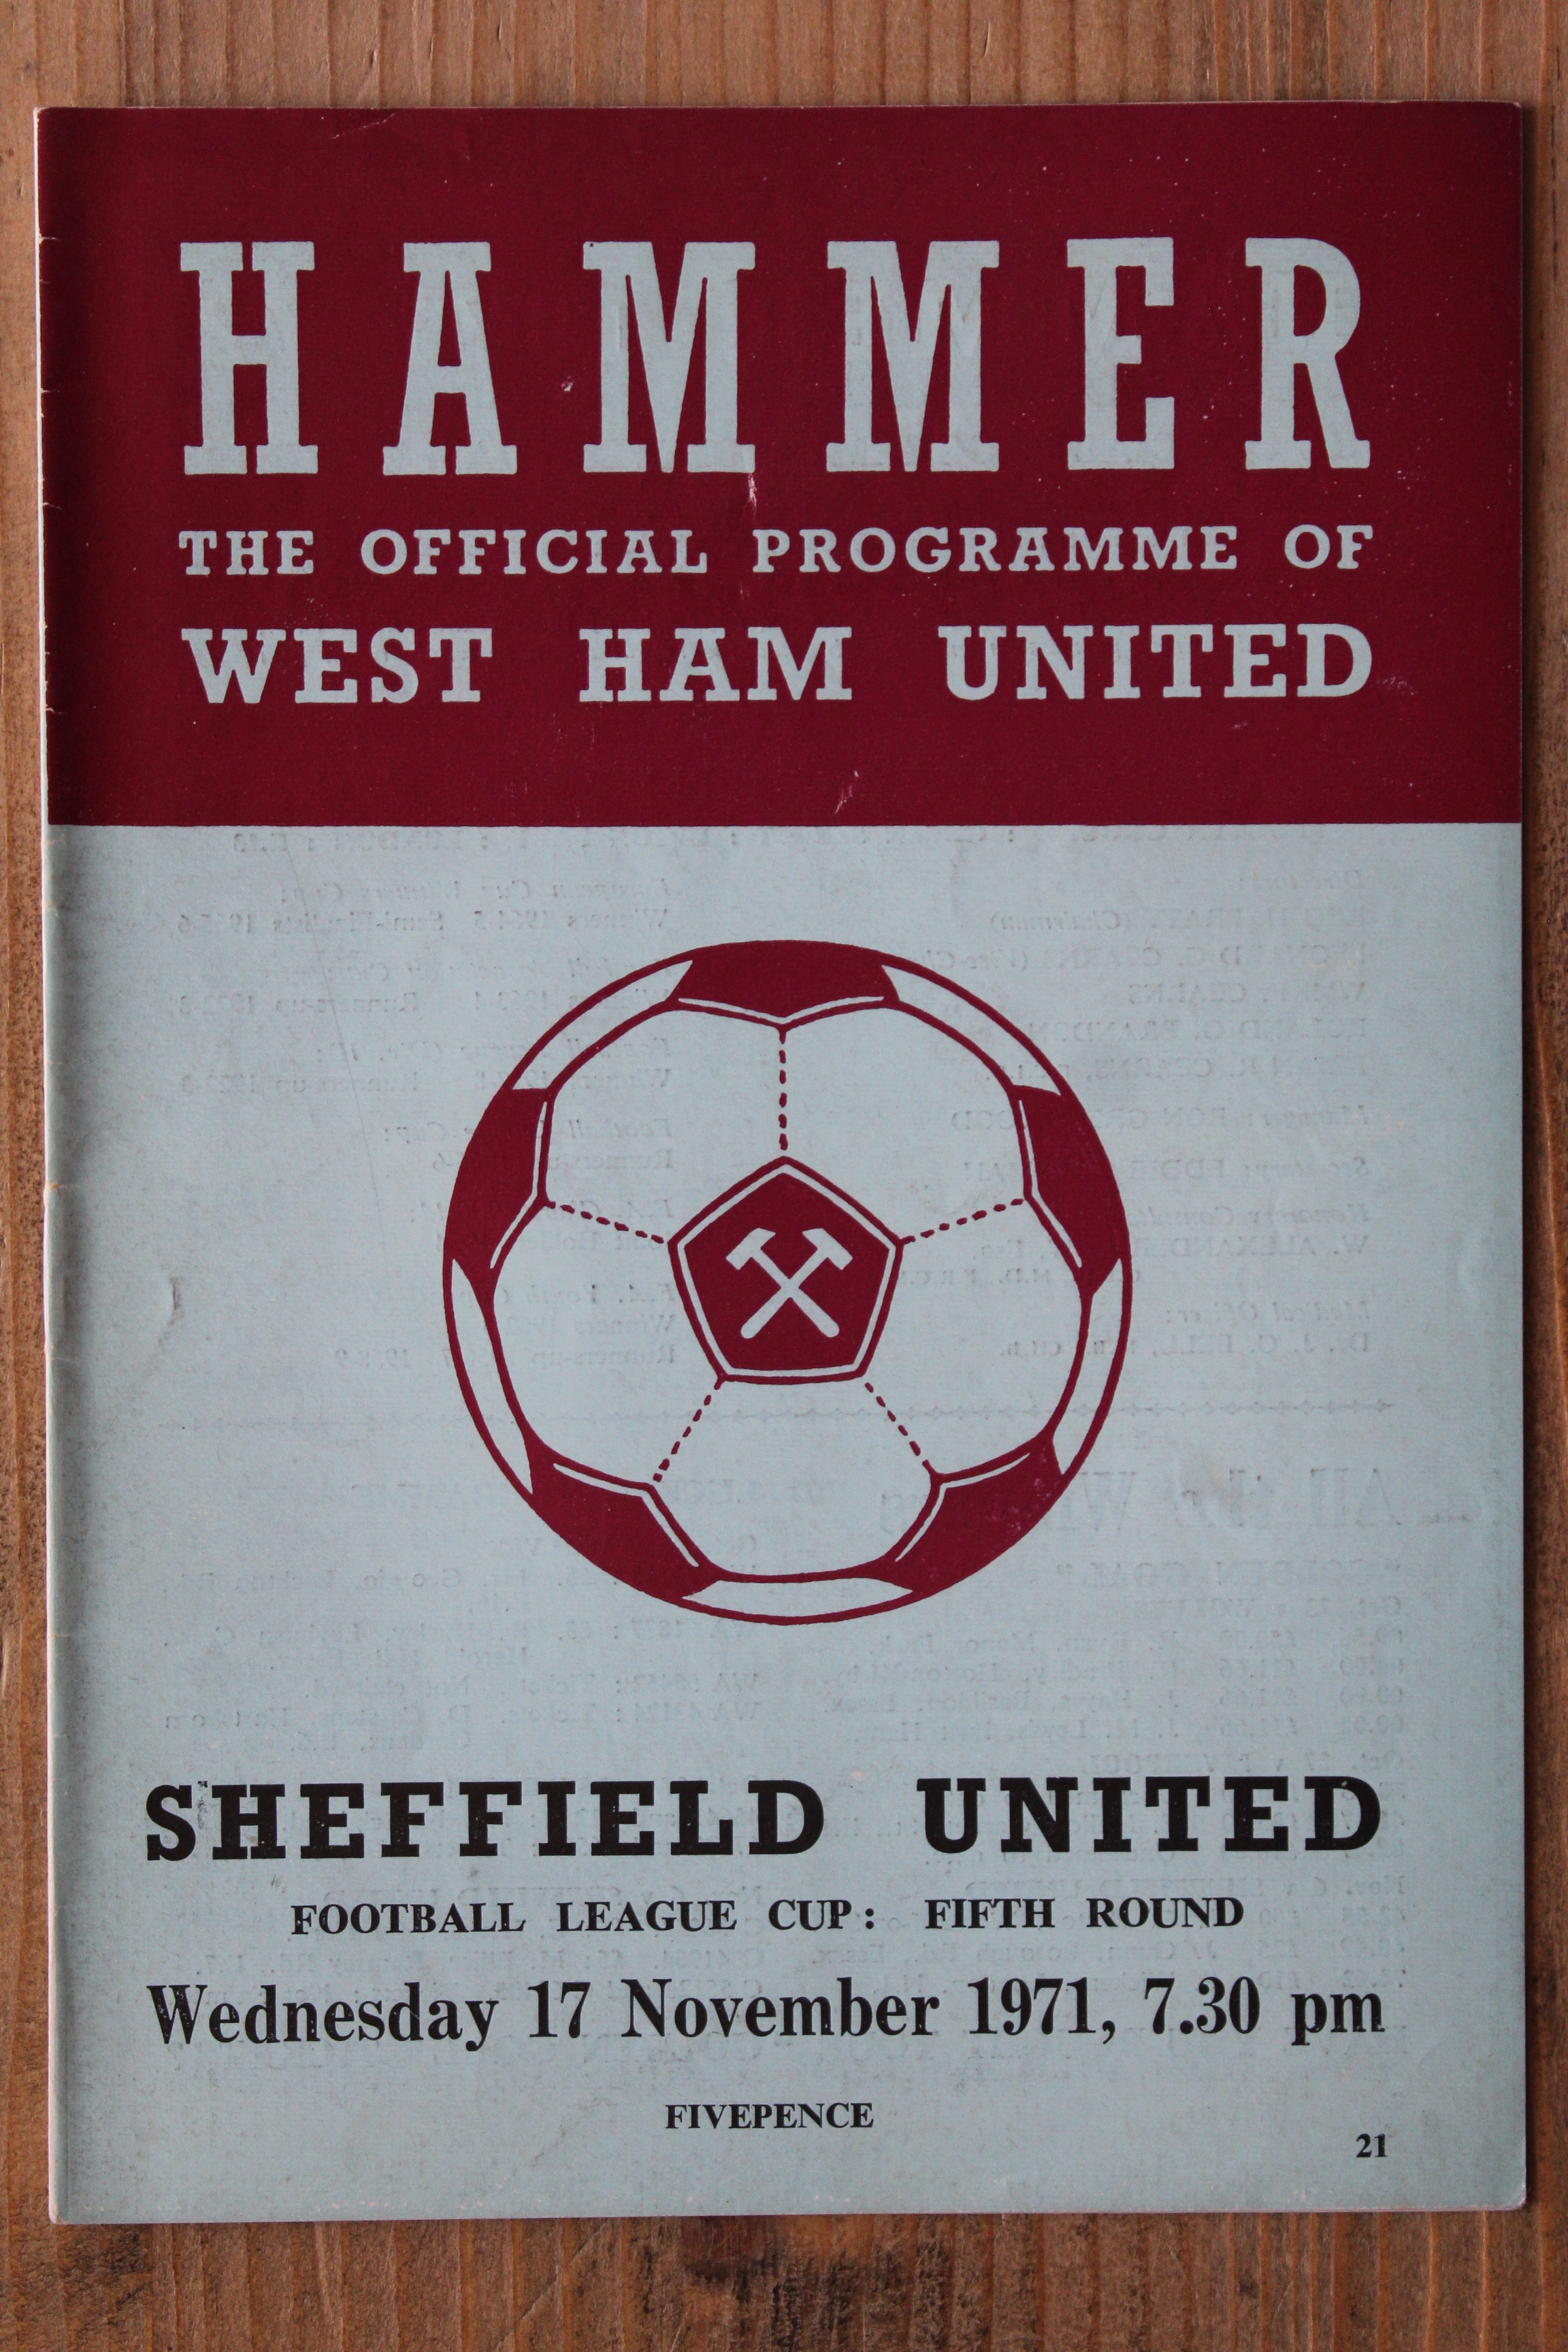 HAMMER
THE OFFICIAL PROGRAMME OF
WEST HAM UNITED
SHEFFIELD UNITED
FOOTBALL LEAGUE CUP: FIFTH ROUND
Wednesday 17 November 1971, 7.30 pm
FIVEPENCE
21